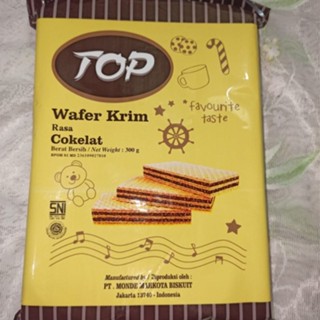 TOP
Wafer Krim
Rasa
Cokelat
Berat Bersih / Net Weight : 300 g
favourite
taste
SNI
Manufactured by / Diproduksi oleh :
PT . MONDE MAHKOTA BISKUIT
Jakarta 13740 - Indonesia